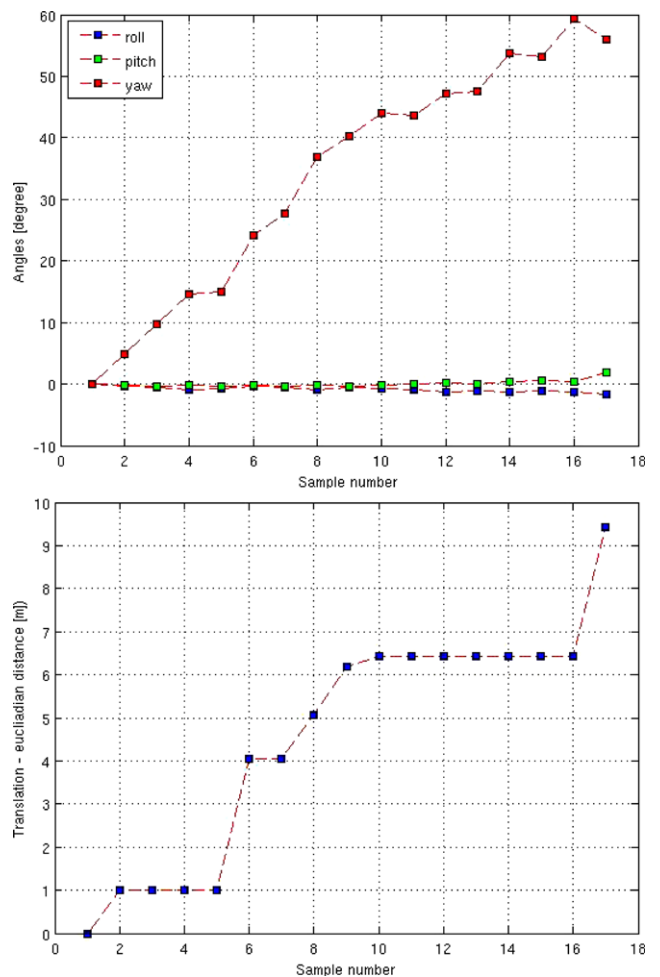 60
50
40
30
20
10
0
-10
roll
pitch
yaw
Angles [degree]
0 2 4 6 8 10 12 14 16 18
Sample number
10
9
8
7
6
5
4
3
2
1
0
Translation - eucliadian distance [m]
0 2 4 6 8 10 12 14 16 18
Sample number